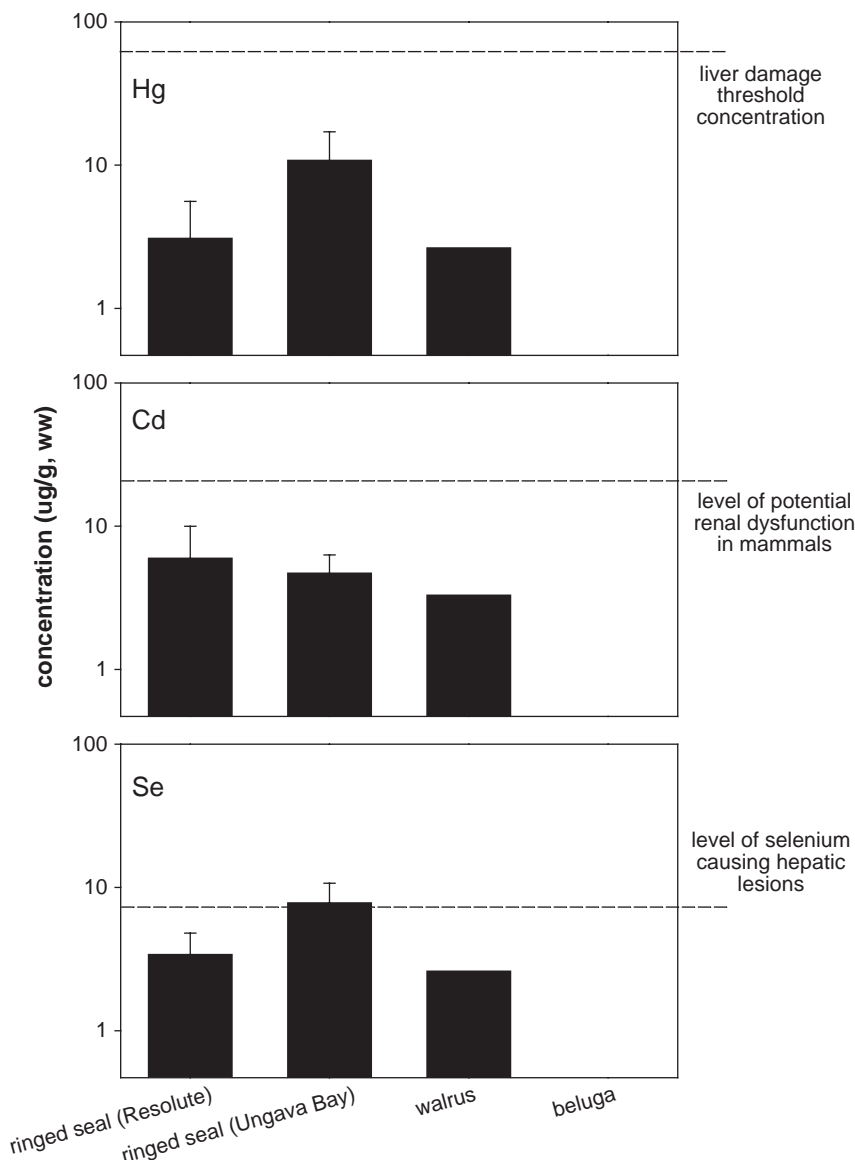 100
Hg
10
1
liver damage
threshold
concentration
concentration (ug/g, ww)
100
Cd
10
1
level of potential
renal dysfunction
in mammals
100
Se
10
1
level of selenium
causing hepatic
lesions
ringed seal (Resolute)
ringed seal (Ungava Bay)
walrus
beluga